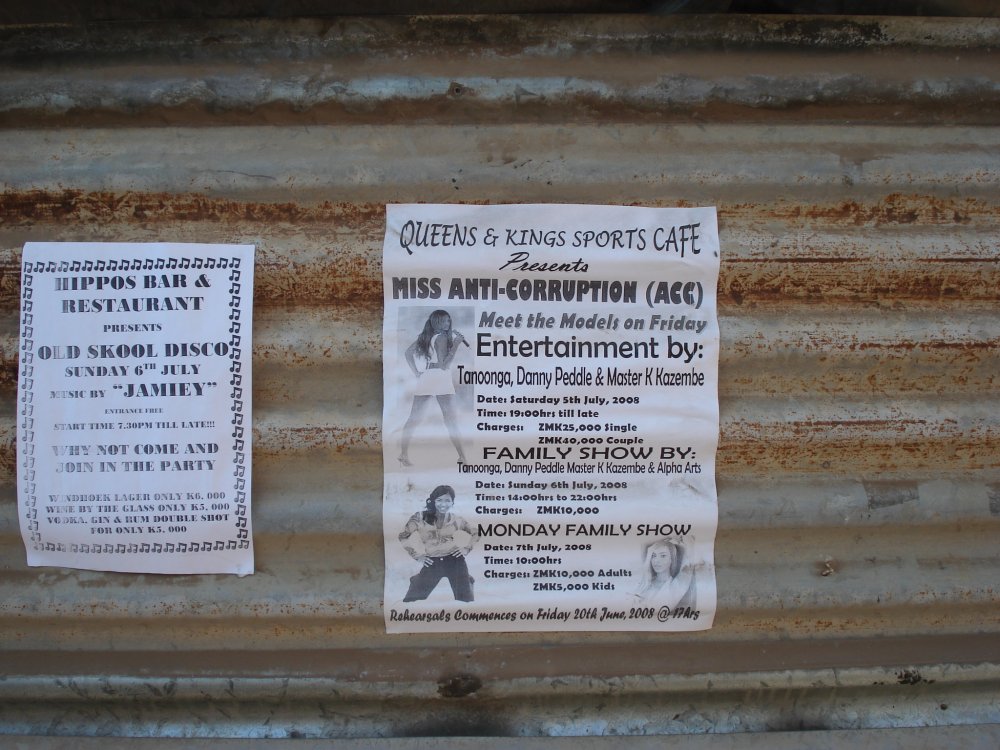 HIPPOS BAR &
RESTAURANT
PRESENTS
OLD SKOOL DISCO
SUNDAY 6TH JULY
MUSIC BY "JAMIEY"
ENTRANCE FREE
START TIME 7.30PM TILL LATE!!!
WHY NOT COME AND
JOIN IN THE PARTY
WINDHOEK LAGER ONLY K6, 000
WINE BY THE GLASS ONLY K5, 000
VODKA, GIN & RUM DOUBLE SHOT
FOR ONLY K5, 000
QUEENS & KINGS SPORTS CAFE
Presents
MISS ANTI-CORRUPTION (ACC)
Meet the Models on Friday
Entertainment by:
Tanoonga, Danny Peddle & Master K Kazembe
Date: Saturday 5th July, 2008
Time: 19:00hrs till late
Charges: ZMK25,000 Single
ZMK40,000 Couple
FAMILY SHOW BY:
Tanoonga, Danny Peddle Master K Kazembe & Alpha Arts
Date: Sunday 6th July, 2008
Time: 14:00hrs to 22:00hrs
Charges: ZMK10,000
MONDAY FAMILY SHOW
Date: 7th July, 2008
Time: 10:00hrs
Charges: ZMK10,000 Adults
ZMK5,000 Kids
Rehearsals Commences on Friday 20th June, 2008 @ 17hrs